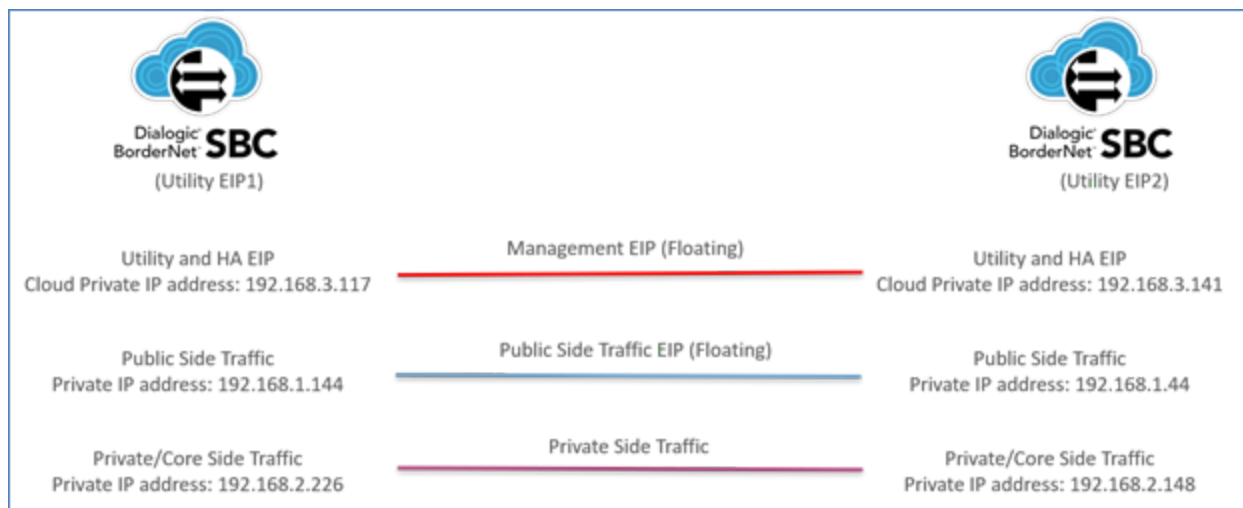 Dialogic
BorderNet SBC
(Utility EIP1)
Dialogic
BorderNet SBC
(Utility EIP2)
Utility and HA EIP
Cloud Private IP address: 192.168.3.117
Management EIP (Floating)
Utility and HA EIP
Cloud Private IP address: 192.168.3.141
Public Side Traffic
Private IP address: 192.168.1.144
Public Side Traffic EIP (Floating)
Public Side Traffic
Private IP address: 192.168.1.44
Private/Core Side Traffic
Private IP address: 192.168.2.226
Private Side Traffic
Private/Core Side Traffic
Private IP address: 192.168.2.148